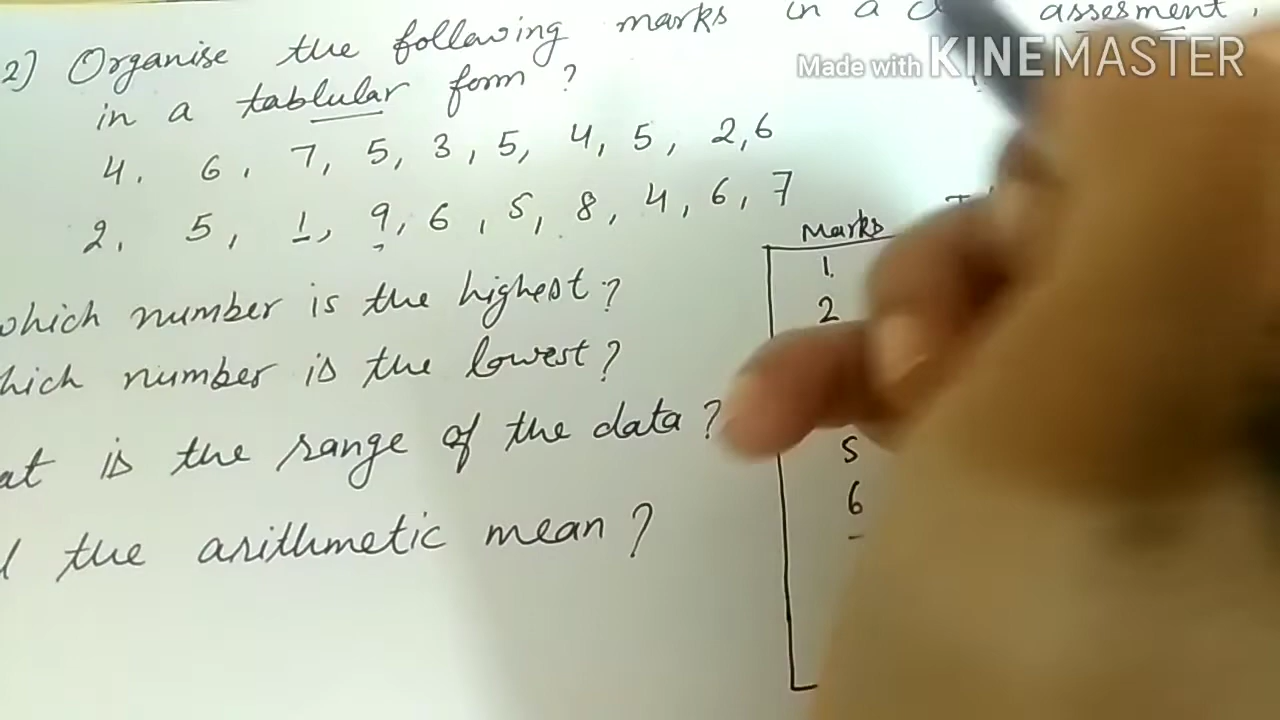 2) Organise the following marks in a assesment.
in a tablular form ?
4, 6, 7, 5, 3, 5, 4, 5, 2, 6
2, 5, 1, 9, 6, 5, 8, 4, 6, 7
which number is the highest?
hich number is the lowest?
at is the range of the data?
the arithmetic mean?
Marks
1.
2
5
6
Made with KINEMASTER